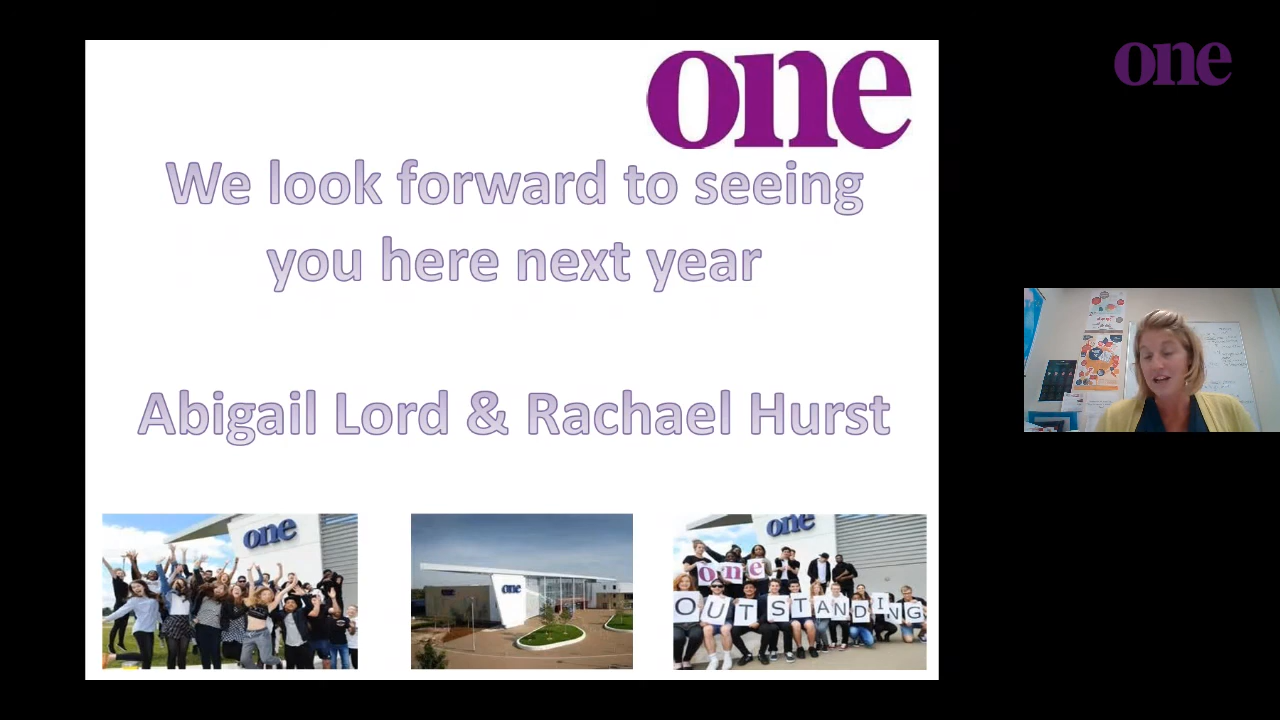 one
one
We look forward to seeing
you here next year
Abigail Lord & Rachael Hurst
one
one
one
one
OUTSTANDING